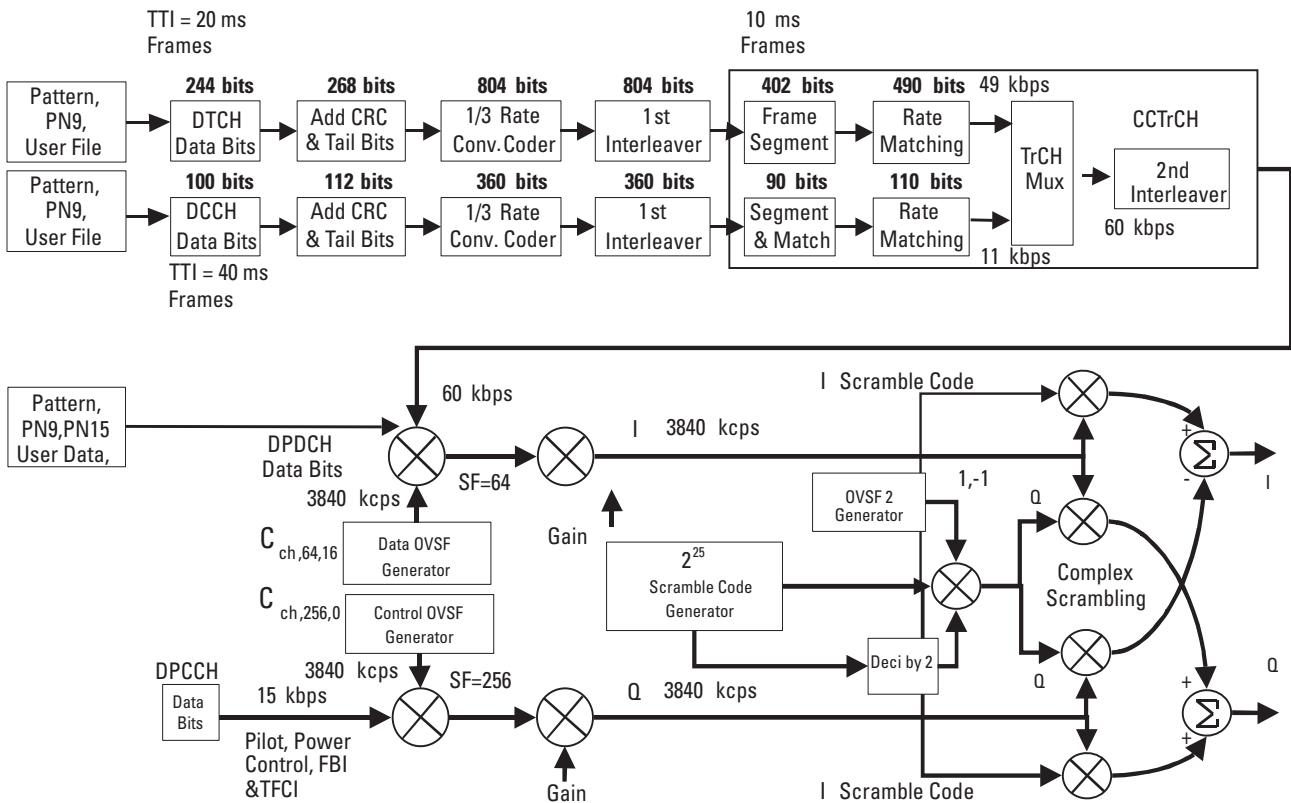 TTI = 20 ms
Frames
10 ms
Frames
244 bits
268 bits
804 bits
804 bits
402 bits
490 bits
49 kbps
Pattern,
PN9,
User File
DTCH
Data Bits
Add CRC
& Tail Bits
1/3 Rate
Conv. Coder
1st
Interleaver
Frame
Segment
Rate
Matching
TrCH
Mux
CCTrCH
2nd
Interleaver
60 kbps
100 bits
112 bits
360 bits
360 bits
90 bits
110 bits
Pattern,
PN9,
User File
DCCH
Data Bits
Add CRC
& Tail Bits
1/3 Rate
Conv. Coder
1st
Interleaver
Segment
& Match
Rate
Matching
11 kbps
TTI = 40 ms
Frames
Pattern,
PN9,PN15
User Data,
60 kbps
DPDCH
Data Bits
3840 kcps
SF=64
I 3840 kcps
I Scramble Code
1,-1
C ch,64,16
Data OVSF
Generator
Gain
OVSF 2
Generator
Q
+
Σ
-
I
2^25
Scramble Code
Generator
Complex
Scrambling
C ch,256,0
Control OVSF
Generator
Deci by 2
Q
DPCCH
3840 kcps
SF=256
Q 3840 kcps
Data
Bits
15 kbps
Pilot, Power
Control, FBI
&TFCI
Gain
I Scramble Code
+
Σ
+
Q